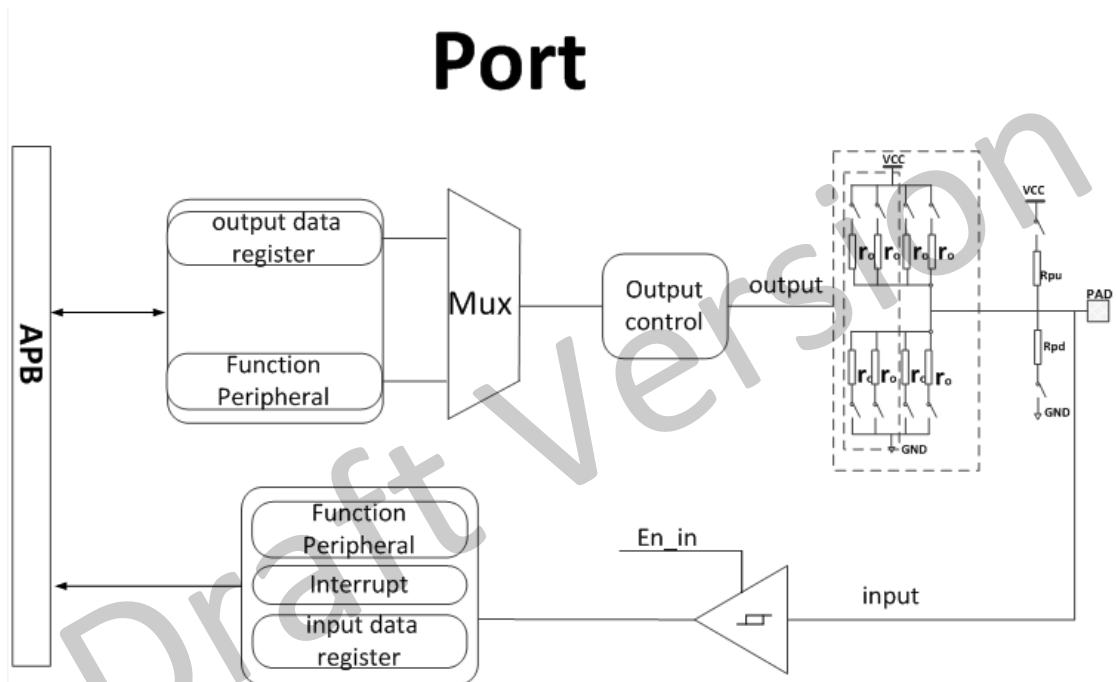 Port
APB
output data
register
Function
Peripheral
Mux
Output
control
output
VCC
rₒ rₒ rₒ rₒ
rₒ rₒ rₒ rₒ
GND
VCC
Rpu
PAD
Rpd
GND
Function
Peripheral
Interrupt
input data
register
En_in
input
Draft Version